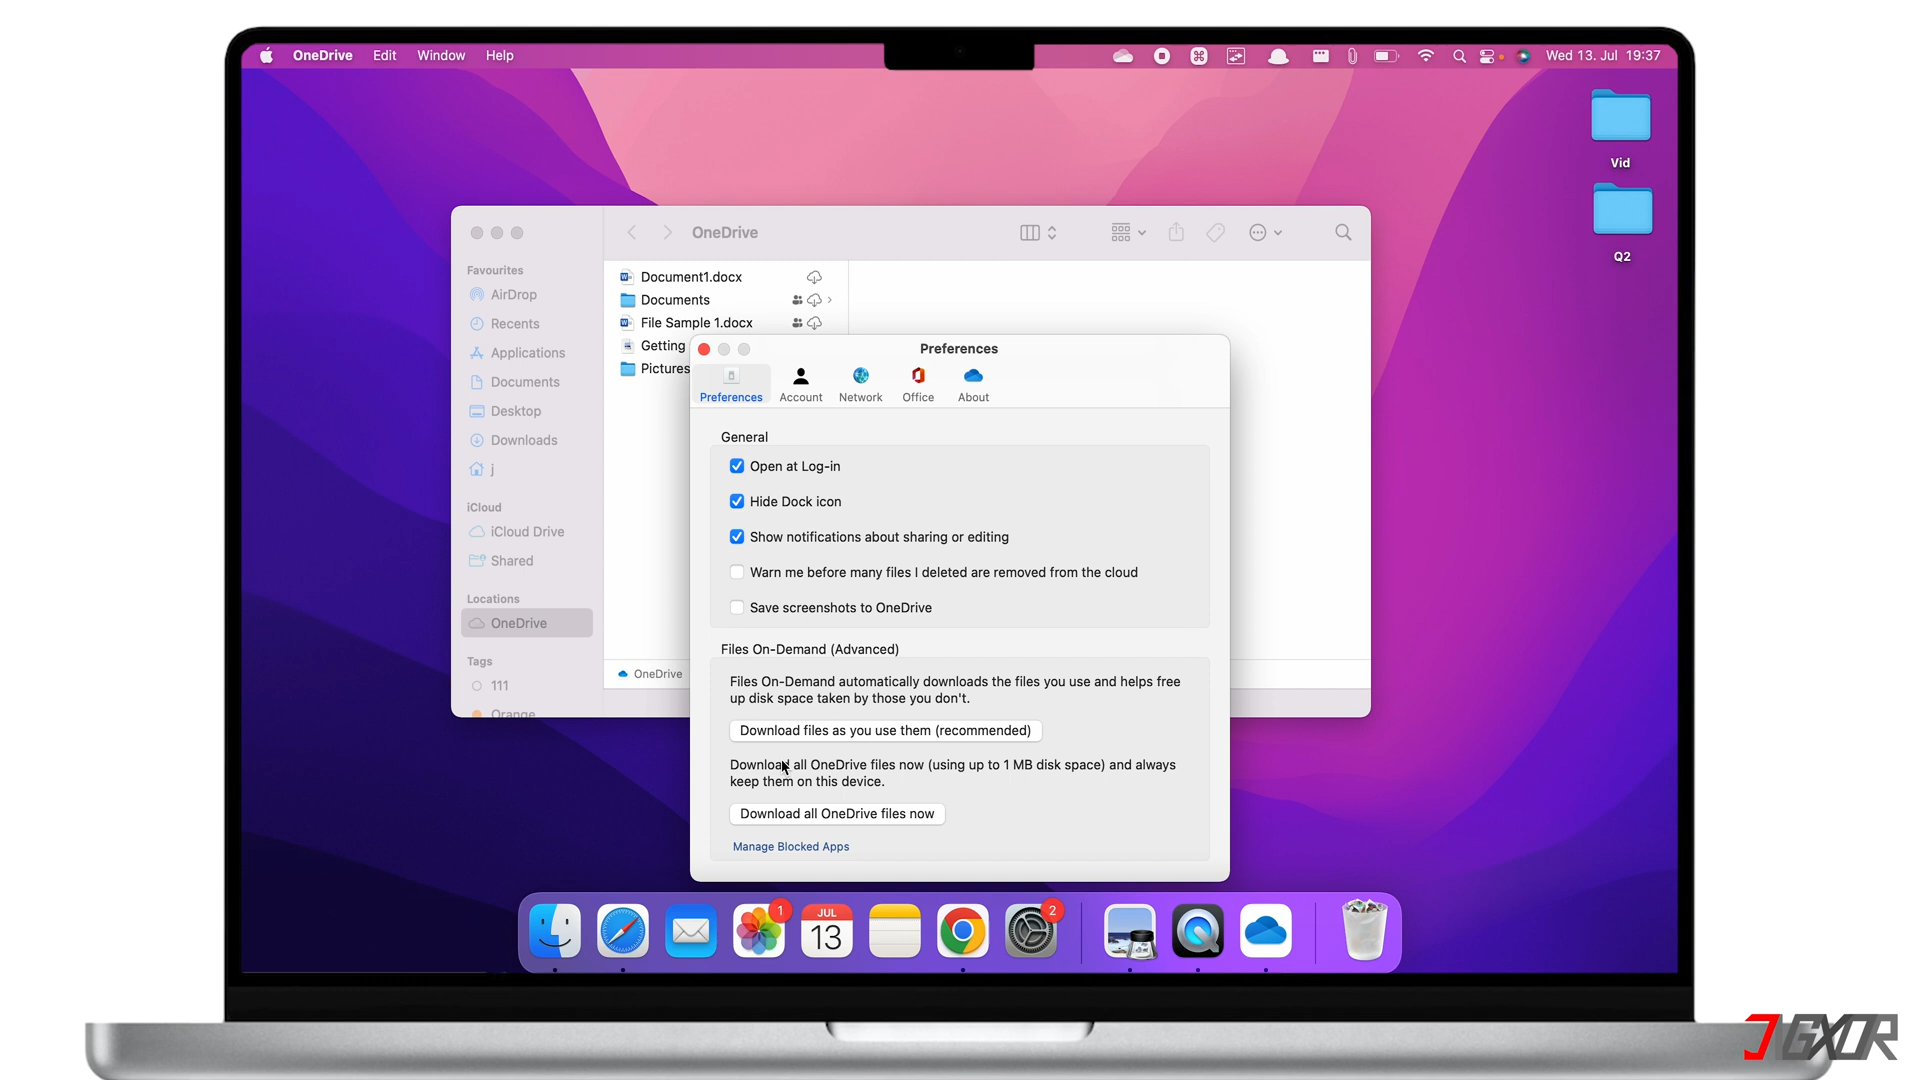 OneDrive Edit Window Help
Wed 13. Jul 19:37
Vid
Q2
OneDrive
Favourites
AirDrop
Recents
Applications
Documents
Desktop
Downloads
j
iCloud
iCloud Drive
Shared
Locations
OneDrive
Tags
111
Orange
Document1.docx
Documents
File Sample 1.docx
Getting
Pictures
OneDrive
Preferences
Preferences Account Network Office About
General
Open at Log-in
Hide Dock icon
Show notifications about sharing or editing
Warn me before many files I deleted are removed from the cloud
Save screenshots to OneDrive
Files On-Demand (Advanced)
Files On-Demand automatically downloads the files you use and helps free
up disk space taken by those you don't.
Download files as you use them (recommended)
Download all OneDrive files now (using up to 1 MB disk space) and always
keep them on this device.
Download all OneDrive files now
Manage Blocked Apps
1
JUL
13
2
JGXOR